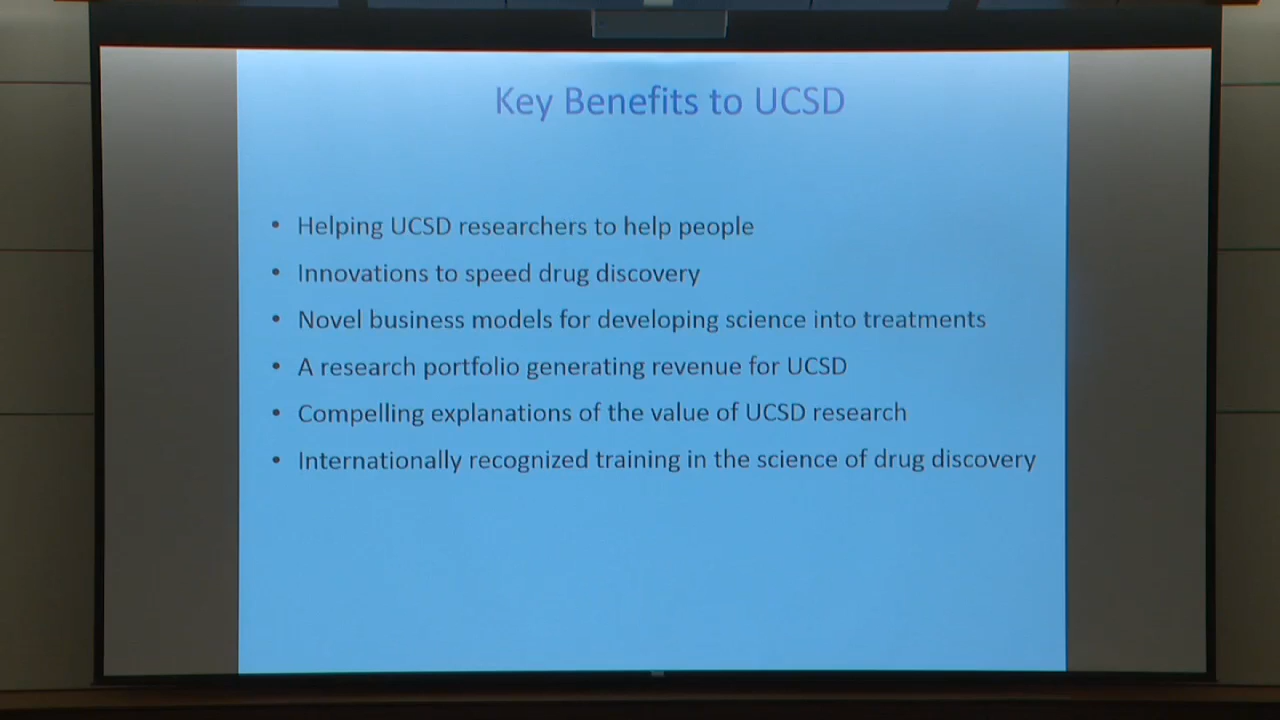 Key Benefits to UCSD
• Helping UCSD researchers to help people
• Innovations to speed drug discovery
• Novel business models for developing science into treatments
• A research portfolio generating revenue for UCSD
• Compelling explanations of the value of UCSD research
• Internationally recognized training in the science of drug discovery